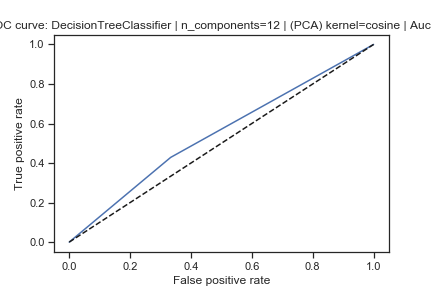 OC curve: DecisionTreeClassifier | n_components=12 | (PCA) kernel=cosine | Auc
1.0
0.8
0.6
0.4
0.2
0.0
True positive rate
0.0 0.2 0.4 0.6 0.8 1.0
False positive rate